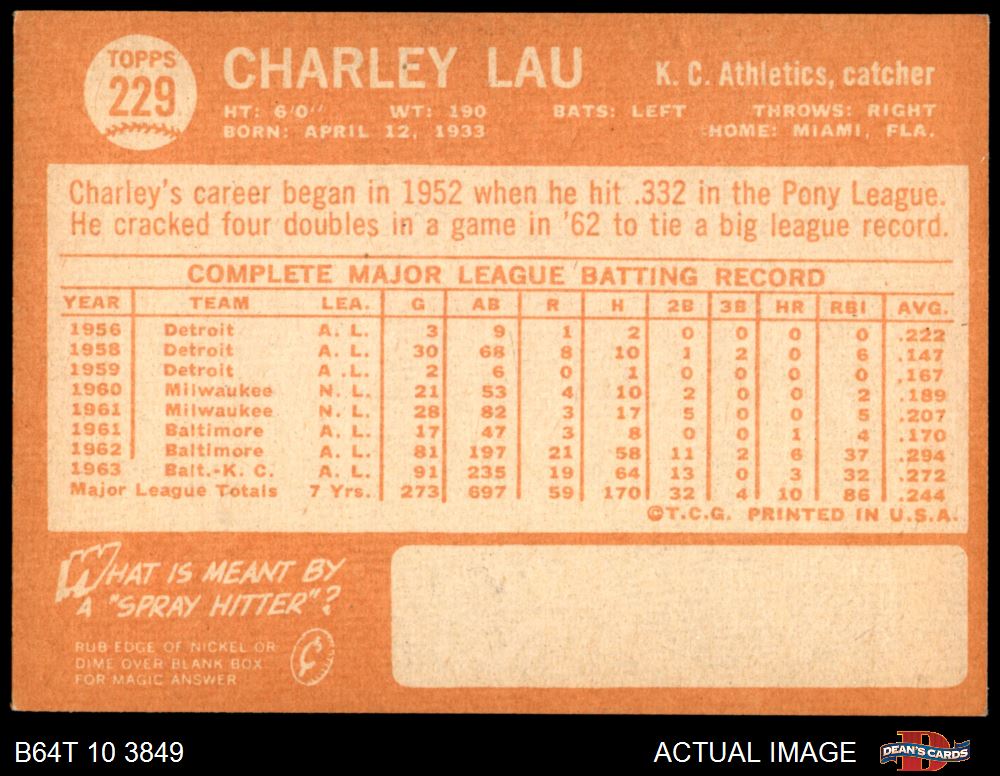 TOPPS
229
CHARLEY LAU
K. C. Athletics, catcher
HT: 6'0" WT: 190 BATS: LEFT THROWS: RIGHT
BORN: APRIL 12, 1933 HOME: MIAMI, FLA.
Charley's career began in 1952 when he hit .332 in the Pony League.
He cracked four doubles in a game in '62 to tie a big league record.
COMPLETE MAJOR LEAGUE BATTING RECORD
YEAR TEAM LEA. G AB R H 2B 3B HR RBI AVG.
1956 Detroit A. L. 3 9 1 2 0 0 0 0 .222
1958 Detroit A. L. 30 68 8 10 1 2 0 6 .147
1959 Detroit A .L. 2 6 0 1 0 0 0 0 .167
1960 Milwaukee N. L. 21 53 4 10 2 0 0 2 .189
1961 Milwaukee N. L. 28 82 3 17 5 0 0 5 .207
1961 Baltimore A. L. 17 47 3 8 0 0 1 4 .170
1962 Baltimore A. L. 81 197 21 58 11 2 6 37 .294
1963 Balt.-K. C. A. L. 91 235 19 64 13 0 3 32 .272
Major League Totals 7 Yrs. 273 697 59 170 32 4 10 86 .244
©T.C.G. PRINTED IN U.S.A.
WHAT IS MEANT BY
A "SPRAY HITTER"?
RUB EDGE OF NICKEL OR
DIME OVER BLANK BOX
FOR MAGIC ANSWER
¢
B64T 10 3849
ACTUAL IMAGE
DEAN'S CARDS